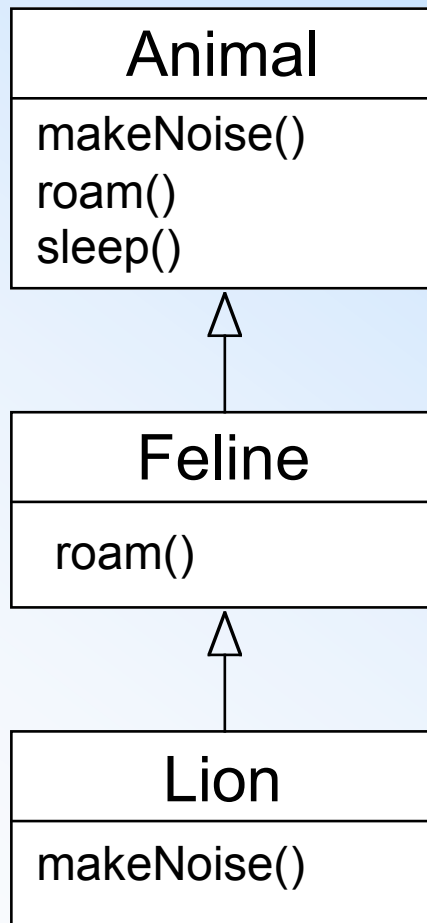 Animal
makeNoise()
roam()
sleep()
Feline
roam()
Lion
makeNoise()